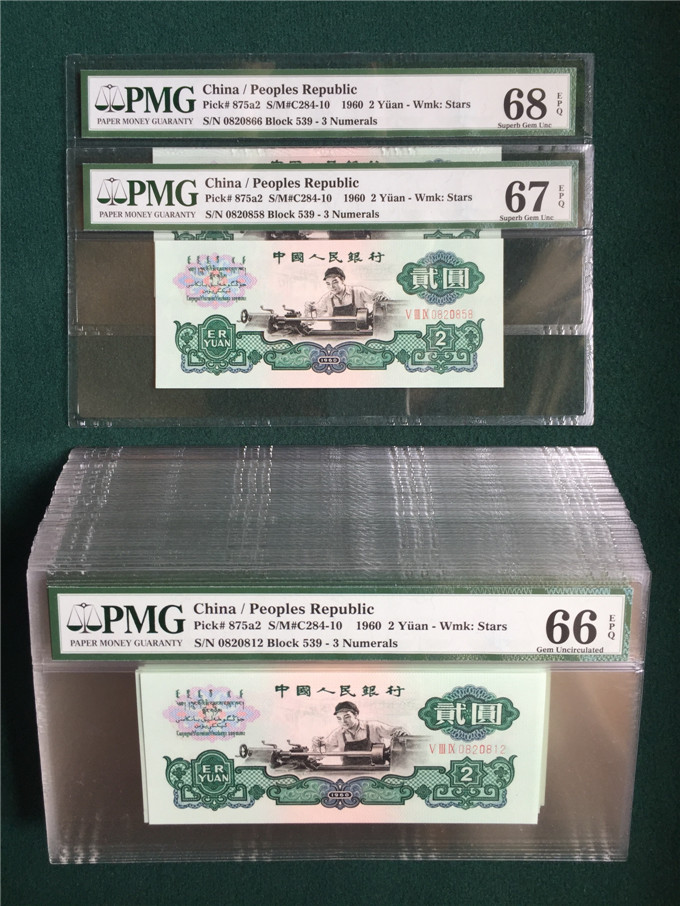 PMG
PAPER MONEY GUARANTY
China / Peoples Republic
Pick# 875a2 S/M#C284-10 1960 2 Yüan - Wmk: Stars
S/N 0820866 Block 539 - 3 Numerals
68 EPQ
Superb Gem Unc
PMG
PAPER MONEY GUARANTY
China / Peoples Republic
Pick# 875a2 S/M#C284-10 1960 2 Yüan - Wmk: Stars
S/N 0820858 Block 539 - 3 Numerals
67 EPQ
Superb Gem Unc
中國人民銀行
貳圓
V III IX 0820858
ER YUAN
1960
2
PMG
PAPER MONEY GUARANTY
China / Peoples Republic
Pick# 875a2 S/M#C284-10 1960 2 Yüan - Wmk: Stars
S/N 0820812 Block 539 - 3 Numerals
66 EPQ
Gem Uncirculated
中國人民銀行
貳圓
V III IX 0820812
ER YUAN
1960
2